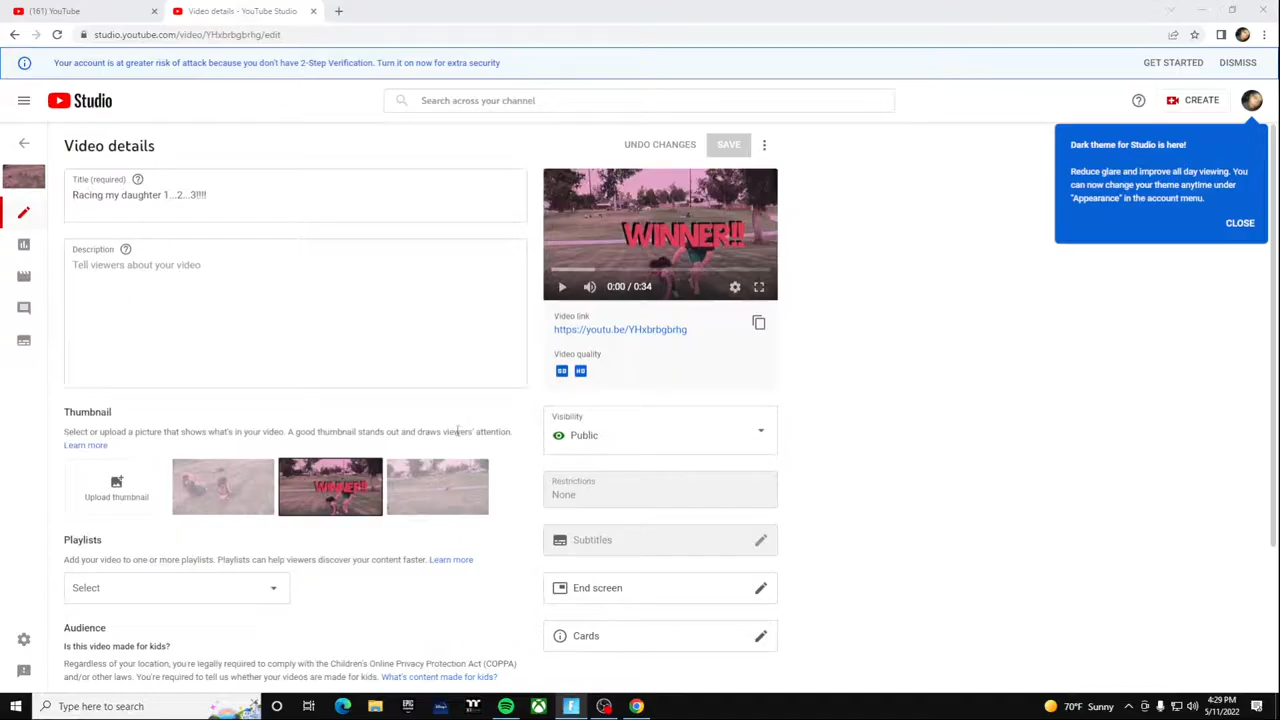 (161) YouTube
Video details - YouTube Studio
studio.youtube.com/video/YHxbrbgbrhg/edit
Your account is at greater risk of attack because you don't have 2-Step Verification. Turn it on now for extra security
GET STARTED
DISMISS
Studio
Search across your channel
CREATE
Video details
UNDO CHANGES
SAVE
Dark theme for Studio is here!
Reduce glare and improve all day viewing. You
can now change your theme anytime under
"Appearance" in the account menu.
CLOSE
Title (required)
Racing my daughter 1...2...3!!!!
Description
Tell viewers about your video
WINNER!!
0:00 / 0:34
Video link
https://youtu.be/YHxbrbgbrhg
Video quality
SD HD
Thumbnail
Select or upload a picture that shows what's in your video. A good thumbnail stands out and draws viewers' attention.
Learn more
Upload thumbnail
WINNER!!
Visibility
Public
Restrictions
None
Subtitles
End screen
Cards
Playlists
Add your video to one or more playlists. Playlists can help viewers discover your content faster. Learn more
Select
Audience
Is this video made for kids?
Regardless of your location, you're legally required to comply with the Children's Online Privacy Protection Act (COPPA)
and/or other laws. You're required to tell us whether your videos are made for kids. What's content made for kids?
Type here to search
70°F Sunny
4:29 PM
5/11/2022